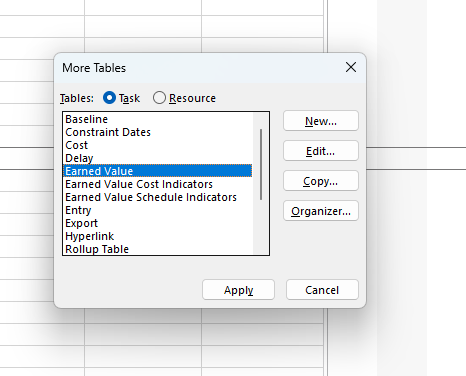 More Tables
Tables: Task Resource
Baseline
Constraint Dates
Cost
Delay
Earned Value
Earned Value Cost Indicators
Earned Value Schedule Indicators
Entry
Export
Hyperlink
Rollup Table
New...
Edit...
Copy...
Organizer...
Apply Cancel